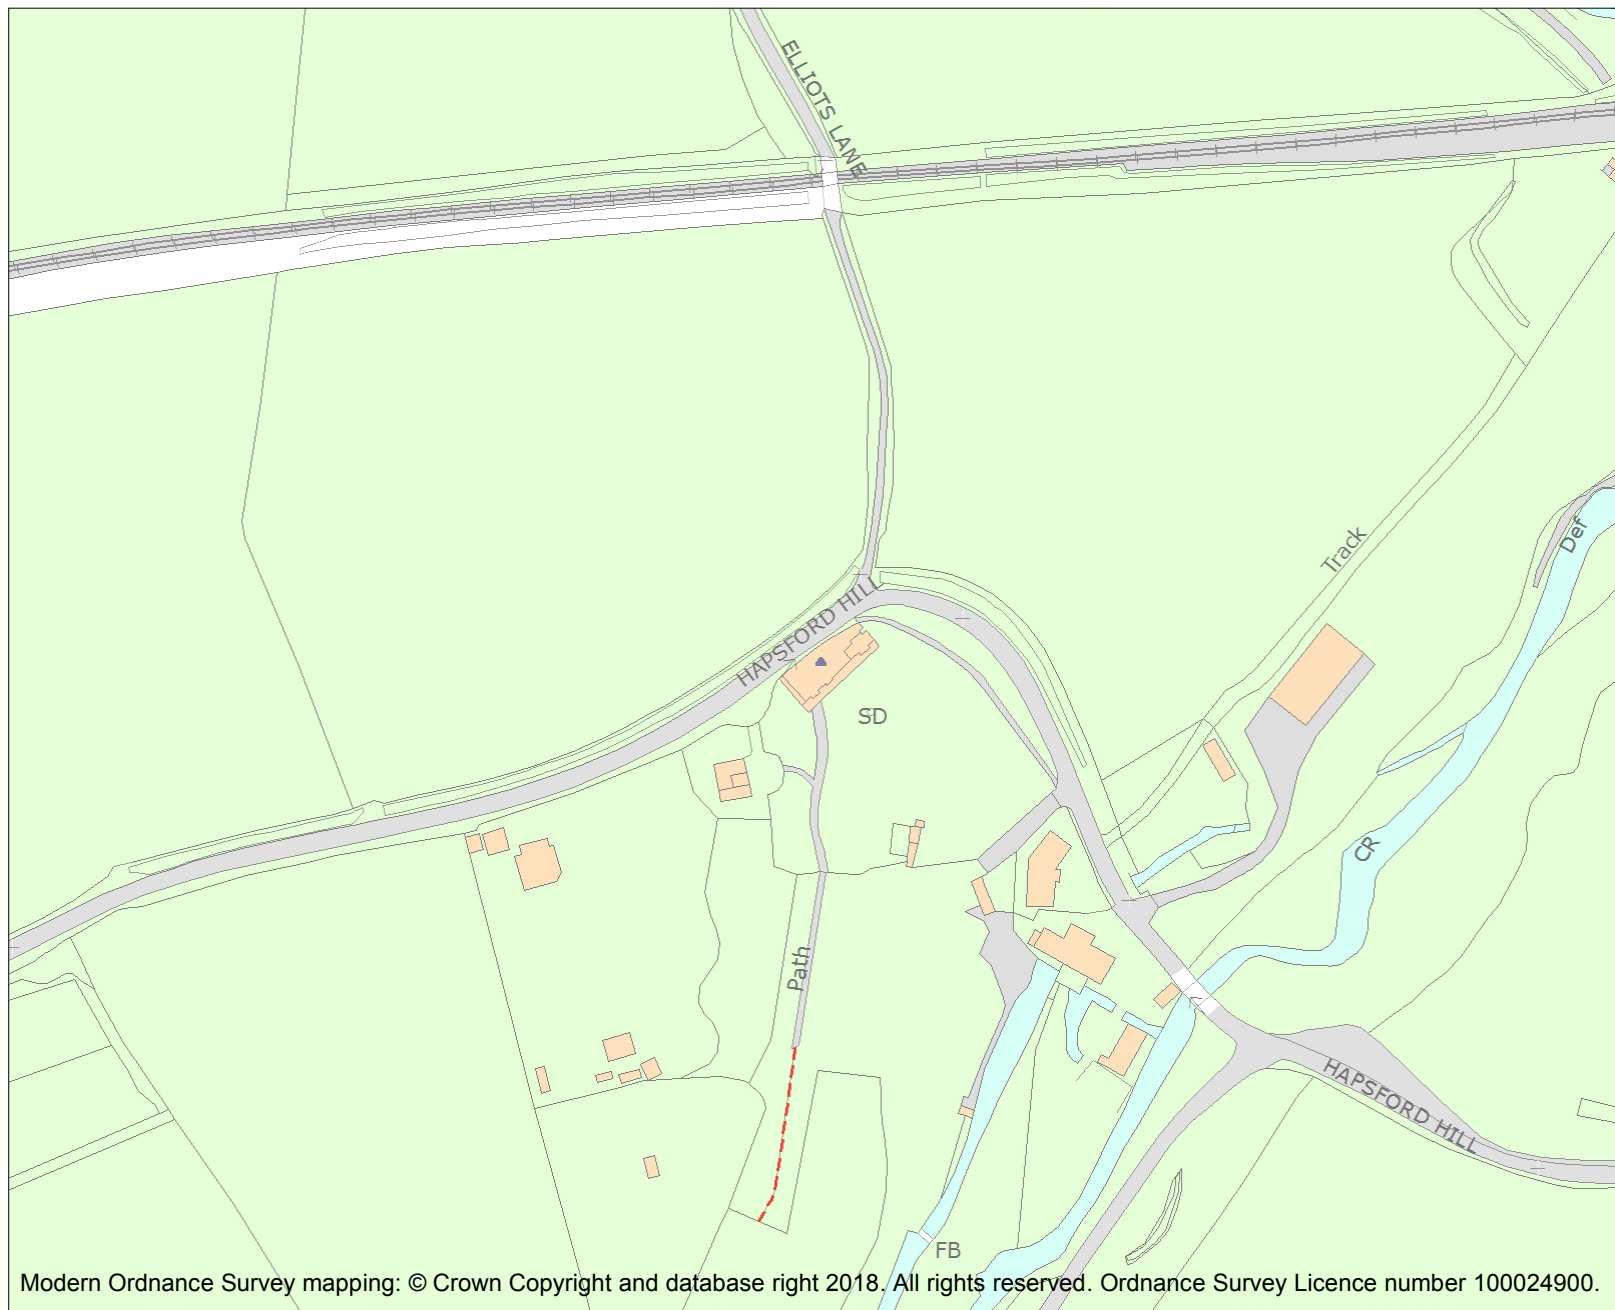 ELLIOTS LANE
Def
Track
HAPSFORD HILL
SD
CR
Path
HAPSFORD HILL
FB
Modern Ordnance Survey mapping: © Crown Copyright and database right 2018. All rights reserved. Ordnance Survey Licence number 100024900.